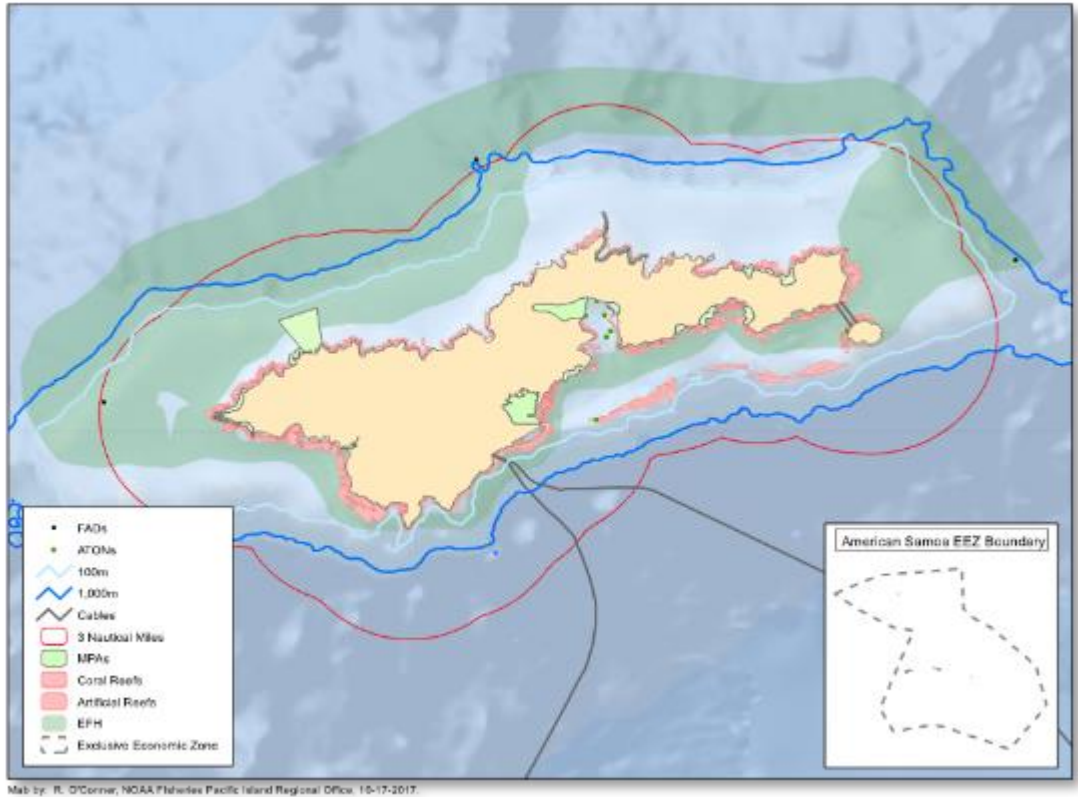 FADs
ATONs
100m
1,000m
Cables
3 Nautical Miles
MPAs
Coral Reefs
Artificial Reefs
EFH
Exclusive Economic Zone
American Samoa EEZ Boundary
Map by: R. O'Conner, NOAA Fisheries Pacific Island Regional Office, 10-17-2017.